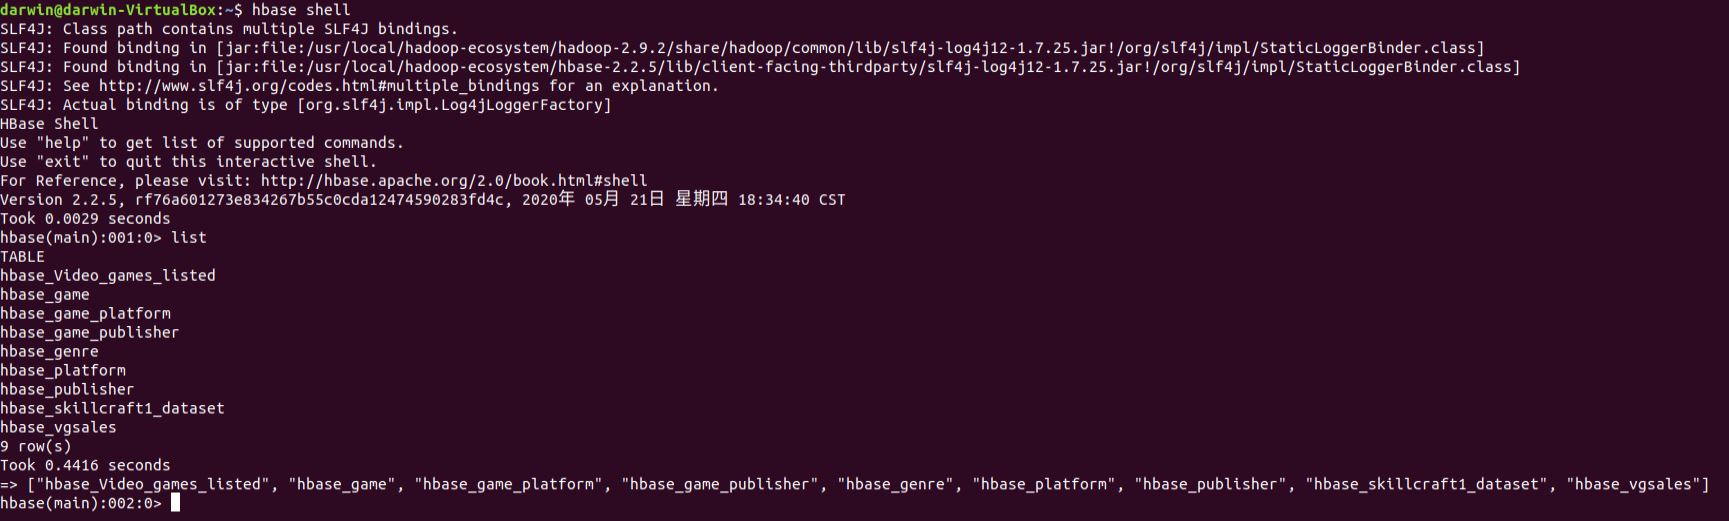 darwin@darwin-VirtualBox:~$ hbase shell
SLF4J: Class path contains multiple SLF4J bindings.
SLF4J: Found binding in [jar:file:/usr/local/hadoop-ecosystem/hadoop-2.9.2/share/hadoop/common/lib/slf4j-log4j12-1.7.25.jar!/org/slf4j/impl/StaticLoggerBinder.class]
SLF4J: Found binding in [jar:file:/usr/local/hadoop-ecosystem/hbase-2.2.5/lib/client-facing-thirdparty/slf4j-log4j12-1.7.25.jar!/org/slf4j/impl/StaticLoggerBinder.class]
SLF4J: See http://www.slf4j.org/codes.html#multiple_bindings for an explanation.
SLF4J: Actual binding is of type [org.slf4j.impl.Log4jLoggerFactory]
HBase Shell
Use "help" to get list of supported commands.
Use "exit" to quit this interactive shell.
For Reference, please visit: http://hbase.apache.org/2.0/book.html#shell
Version 2.2.5, rf76a601273e834267b55c0cda12474590283fd4c, 2020年 05月 21日 星期四 18:34:40 CST
Took 0.0029 seconds
hbase(main):001:0> list
TABLE
hbase_Video_games_listed
hbase_game
hbase_game_platform
hbase_game_publisher
hbase_genre
hbase_platform
hbase_publisher
hbase_skillcraft1_dataset
hbase_vgsales
9 row(s)
Took 0.4416 seconds
=> ["hbase_Video_games_listed", "hbase_game", "hbase_game_platform", "hbase_game_publisher", "hbase_genre", "hbase_platform", "hbase_publisher", "hbase_skillcraft1_dataset", "hbase_vgsales"]
hbase(main):002:0>